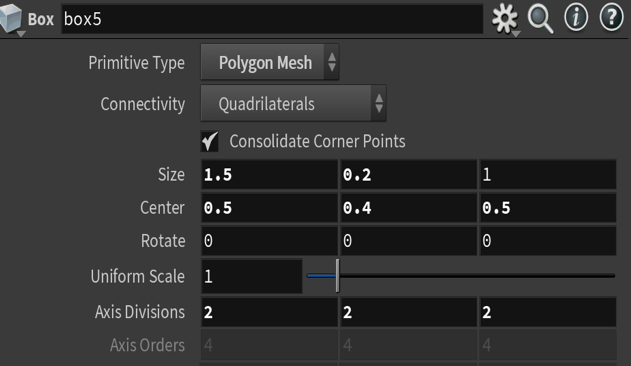 Box box5
Primitive Type Polygon Mesh
Connectivity Quadrilaterals
Consolidate Corner Points
Size 1.5 0.2 1
Center 0.5 0.4 0.5
Rotate 0 0 0
Uniform Scale 1
Axis Divisions 2 2 2
Axis Orders 4 4 4